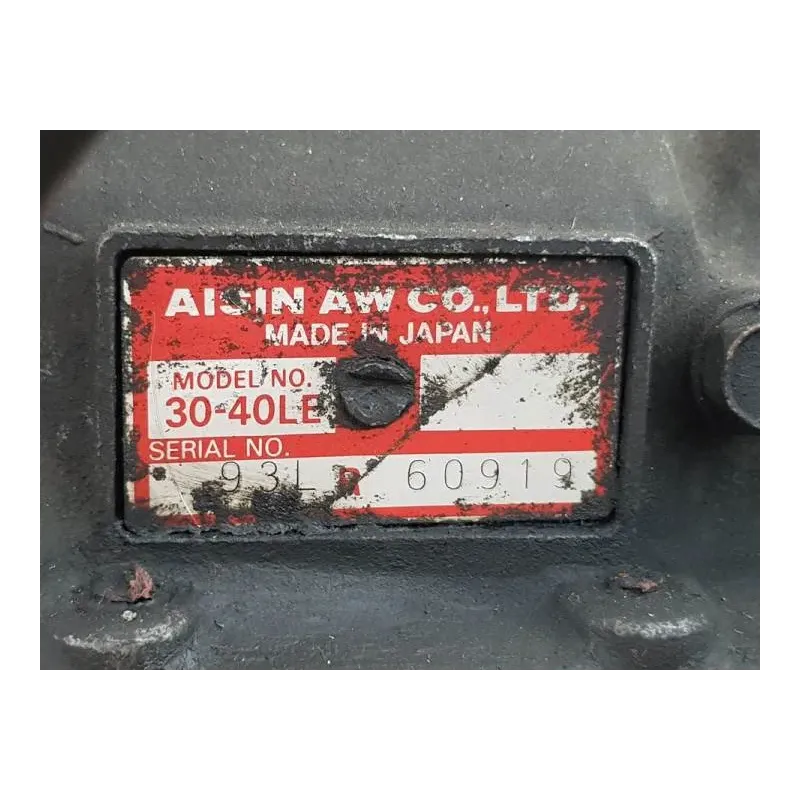 AISIN AW CO., LTD.
MADE IN JAPAN
MODEL NO.
30-40LE
SERIAL NO.
93L R 60919